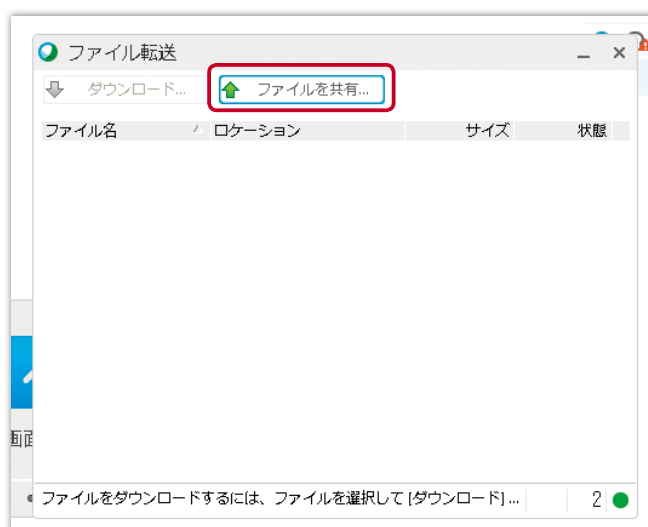 ファイル転送
ダウンロード... ファイルを共有...
ファイル名 ロケーション サイズ 状態
画面
ファイルをダウンロードするには、ファイルを選択して [ダウンロード] ... 2